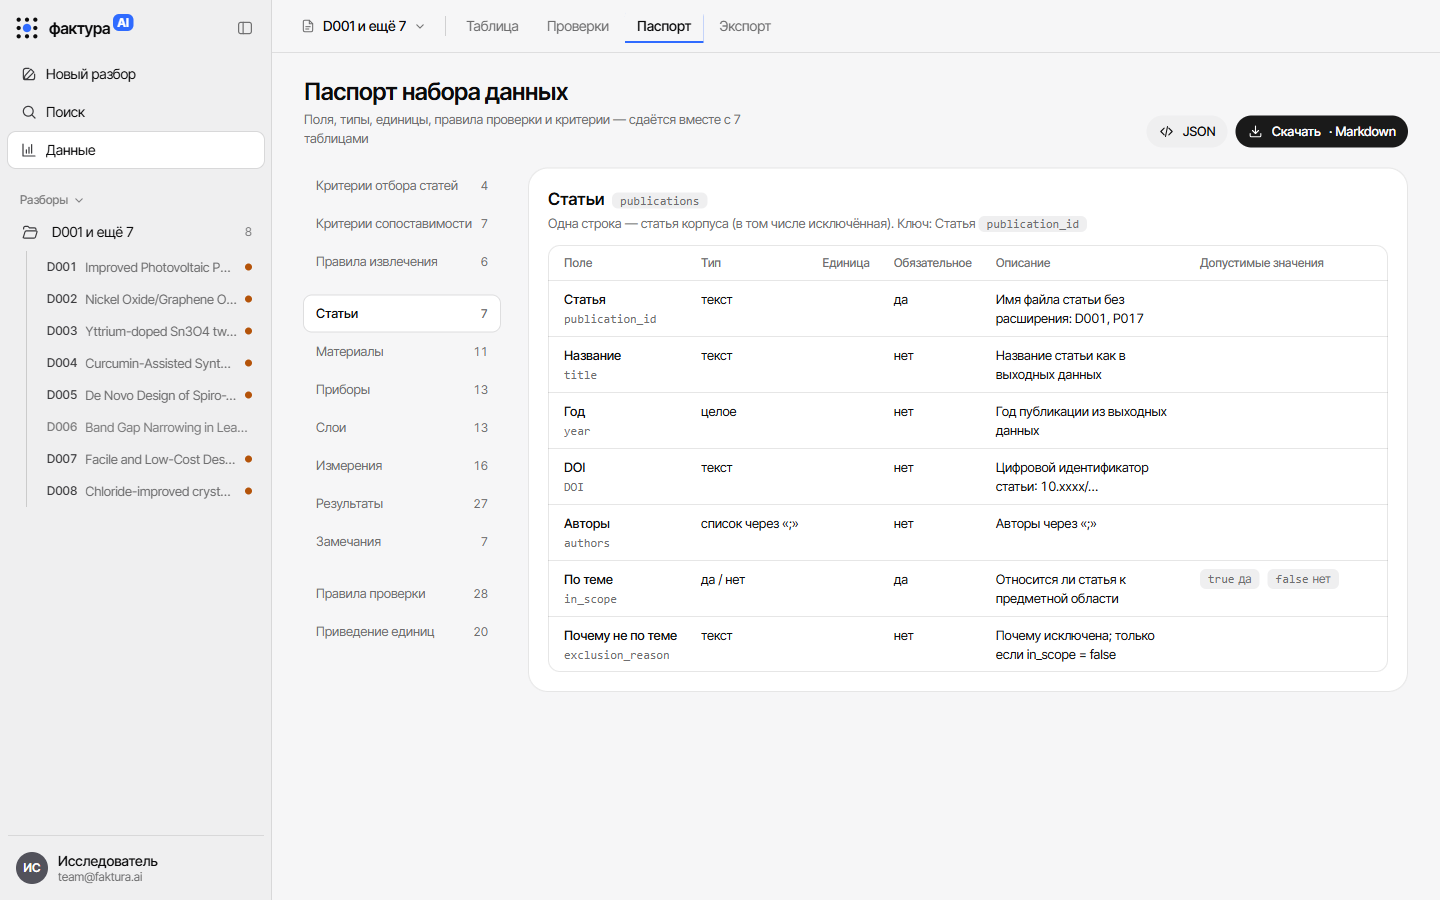 фактура AI
Новый разбор
Поиск
Данные
Разборы
D001 и ещё 7 8
D001 Improved Photovoltaic P...
D002 Nickel Oxide/Graphene O...
D003 Yttrium-doped Sn3O4 tw...
D004 Curcumin-Assisted Synt...
D005 De Novo Design of Spiro-...
D006 Band Gap Narrowing in Lea...
D007 Facile and Low-Cost Des...
D008 Chloride-improved cryst...
ИС
Исследователь
team@faktura.ai
D001 и ещё 7
Таблица Проверки Паспорт Экспорт
Паспорт набора данных
Поля, типы, единицы, правила проверки и критерии — сдаётся вместе с 7
таблицами
JSON
Скачать · Markdown
Критерии отбора статей 4
Критерии сопоставимости 7
Правила извлечения 6
Статьи 7
Материалы 11
Приборы 13
Слои 13
Измерения 16
Результаты 27
Замечания 7
Правила проверки 28
Приведение единиц 20
Статьи publications
Одна строка — статья корпуса (в том числе исключённая). Ключ: Статья publication_id
Поле Тип Единица Обязательное Описание Допустимые значения
Статья текст да Имя файла статьи без
publication_id расширения: D001, P017
Название текст нет Название статьи как в
title выходных данных
Год целое нет Год публикации из выходных
year данных
DOI текст нет Цифровой идентификатор
DOI статьи: 10.xxxx/...
Авторы список через «;» нет Авторы через «;»
authors
По теме да / нет да Относится ли статья к true да false нет
in_scope предметной области
Почему не по теме текст нет Почему исключена; только
exclusion_reason если in_scope = false